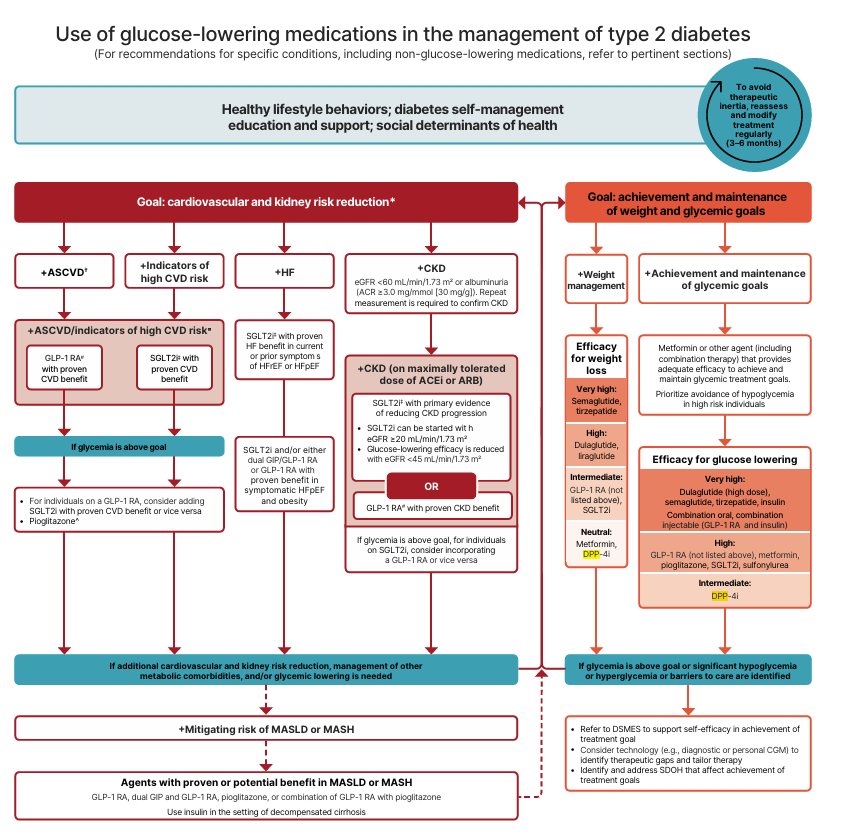 Use of glucose-lowering medications in the management of type 2 diabetes
(For recommendations for specific conditions, including non-glucose-lowering medications, refer to pertinent sections)
Healthy lifestyle behaviors; diabetes self-management
education and support; social determinants of health
To avoid
therapeutic
inertia, reassess
and modify
treatment
regularly
(3–6 months)
Goal: cardiovascular and kidney risk reduction*
+ASCVD†
+Indicators of
high CVD risk
+HF
+CKD
eGFR <60 mL/min/1.73 m² or albuminuria
(ACR ≥3.0 mg/mmol [30 mg/g]). Repeat
measurement is required to confirm CKD
+ASCVD/indicators of high CVD risk*
GLP-1 RA#
with proven
CVD benefit
SGLT2i‡ with
proven CVD
benefit
SGLT2i‡ with proven
HF benefit in current
or prior symptom s
of HFrEF or HFpEF
+CKD (on maximally tolerated
dose of ACEi or ARB)
SGLT2i‡ with primary evidence
of reducing CKD progression
• SGLT2i can be started wit h
eGFR ≥20 mL/min/1.73 m²
• Glucose-lowering efficacy is reduced
with eGFR <45 mL/min/1.73 m²
OR
GLP-1 RA# with proven CKD benefit
If glycemia is above goal, for individuals
on SGLT2i, consider incorporating
a GLP-1 RA or vice versa
If glycemia is above goal
SGLT2i and/or either
dual GIP/GLP-1 RA
or GLP-1 RA with
proven benefit in
symptomatic HFpEF
and obesity
• For individuals on a GLP-1 RA, consider adding
SGLT2i with proven CVD benefit or vice versa
• Pioglitazone^
If additional cardiovascular and kidney risk reduction, management of other
metabolic comorbidities, and/or glycemic lowering is needed
+Mitigating risk of MASLD or MASH
Agents with proven or potential benefit in MASLD or MASH
GLP-1 RA, dual GIP and GLP-1 RA, pioglitazone, or combination of GLP-1 RA with pioglitazone
Use insulin in the setting of decompensated cirrhosis
Goal: achievement and maintenance
of weight and glycemic goals
+Weight
management
+Achievement and maintenance
of glycemic goals
Efficacy
for weight
loss
Very high:
Semaglutide,
tirzepatide
High:
Dulaglutide,
liraglutide
Intermediate:
GLP-1 RA (not
listed above),
SGLT2i
Neutral:
Metformin,
DPP-4i
Metformin or other agent (including
combination therapy) that provides
adequate efficacy to achieve and
maintain glycemic treatment goals.
Prioritize avoidance of hypoglycemia
in high risk individuals
Efficacy for glucose lowering
Very high:
Dulaglutide (high dose),
semaglutide, tirzepatide, insulin
Combination oral, combination
injectable (GLP-1 RA and insulin)
High:
GLP-1 RA (not listed above), metformin,
pioglitazone, SGLT2i, sulfonylurea
Intermediate:
DPP-4i
If glycemia is above goal or significant hypoglycemia
or hyperglycemia or barriers to care are identified
• Refer to DSMES to support self-efficacy in achievement of
treatment goals
• Consider technology (e.g., diagnostic or personal CGM) to
identify therapeutic gaps and tailor therapy
• Identify and address SDOH that affect achievement of
treatment goals